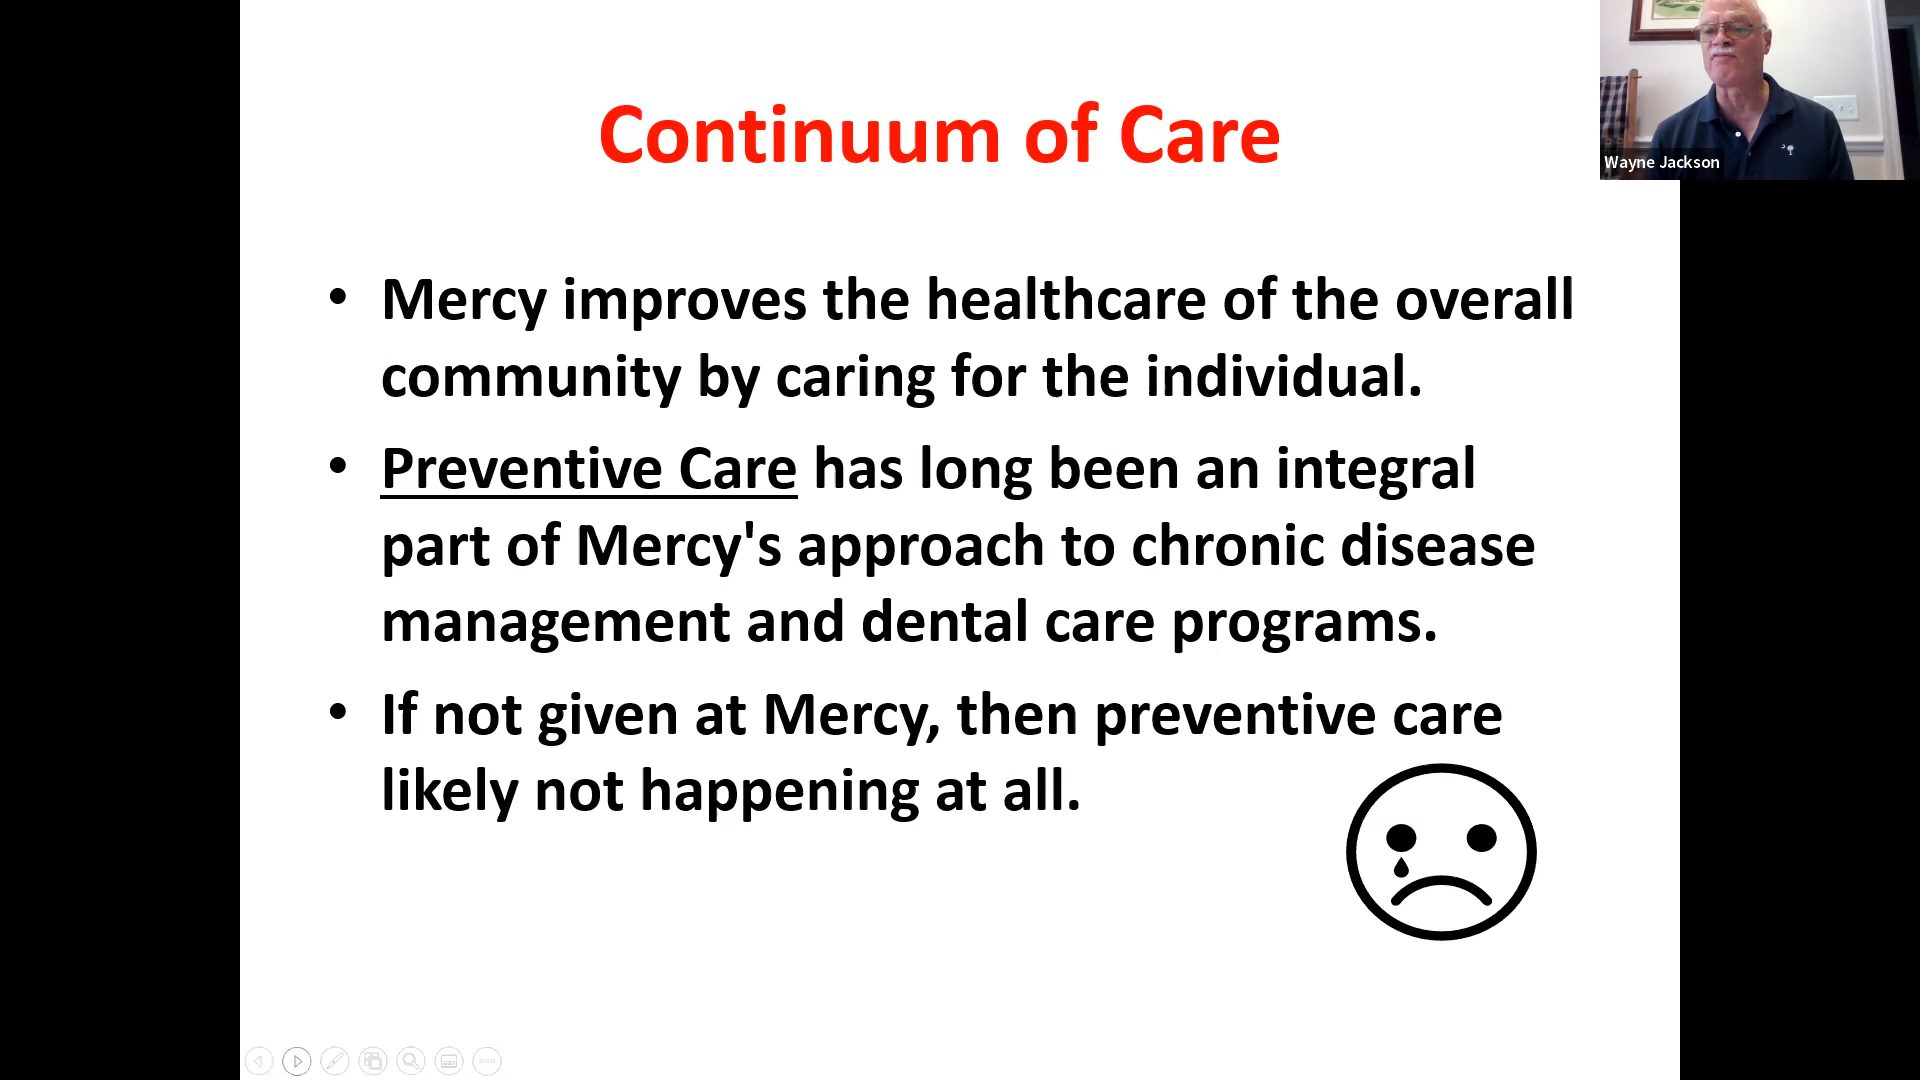 Continuum of Care
• Mercy improves the healthcare of the overall
community by caring for the individual.
• Preventive Care has long been an integral
part of Mercy's approach to chronic disease
management and dental care programs.
• If not given at Mercy, then preventive care
likely not happening at all.
Wayne Jackson